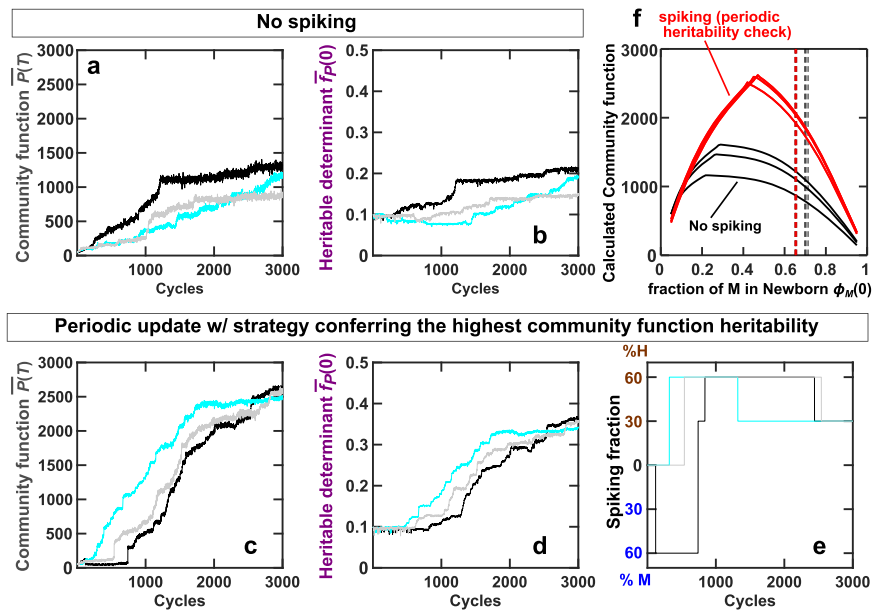 No spiking
a
Community function P̅(T)
3000
2500
2000
1500
1000
500
0
1000 2000 3000
Cycles
b
Heritable determinant f̅P(0)
0.5
0.4
0.3
0.2
0.1
0
1000 2000 3000
Cycles
f
spiking (periodic
heritability check)
Calculated Community function
3000
2000
1000
0
No spiking
0 0.2 0.4 0.6 0.8 1
fraction of M in Newborn ϕM(0)
Periodic update w/ strategy conferring the highest community function heritability
c
Community function P̅(T)
3000
2500
2000
1500
1000
500
0
1000 2000 3000
Cycles
d
Heritable determinant f̅P(0)
0.5
0.4
0.3
0.2
0.1
0
1000 2000 3000
Cycles
e
%H
Spiking fraction
60
30
0
30
60
% M
1000 2000 3000
Cycles